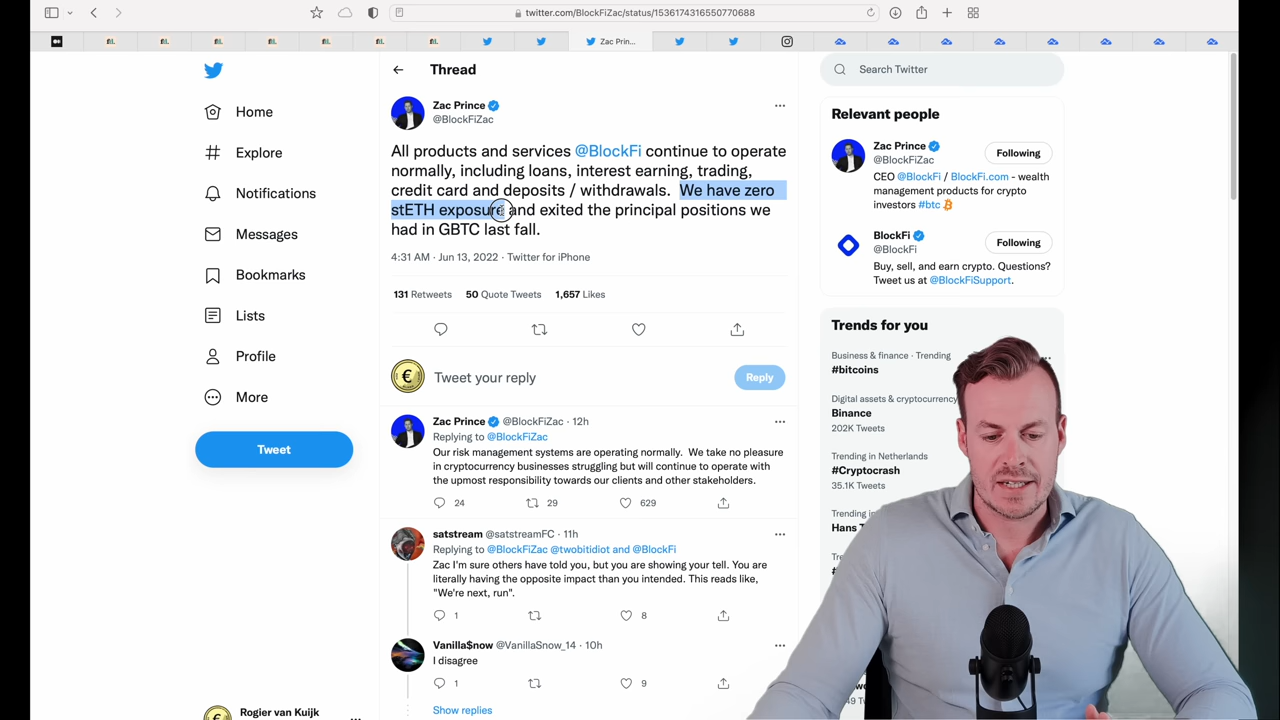 twitter.com/BlockFiZac/status/1536174316550770688
Zac Prin...
Home
Explore
Notifications
Messages
Bookmarks
Lists
Profile
More
Tweet
Rogier van Kuijk
Thread
Zac Prince
@BlockFiZac
All products and services @BlockFi continue to operate
normally, including loans, interest earning, trading,
credit card and deposits / withdrawals. We have zero
stETH exposure and exited the principal positions we
had in GBTC last fall.
4:31 AM · Jun 13, 2022 · Twitter for iPhone
131 Retweets 50 Quote Tweets 1,657 Likes
Tweet your reply
Reply
Zac Prince @BlockFiZac · 12h
Replying to @BlockFiZac
Our risk management systems are operating normally. We take no pleasure
in cryptocurrency businesses struggling but will continue to operate with
the upmost responsibility towards our clients and other stakeholders.
24 29 629
satstream @satstreamFC · 11h
Replying to @BlockFiZac @twobitidiot and @BlockFi
Zac I'm sure others have told you, but you are showing your tell. You are
literally having the opposite impact than you intended. This reads like,
"We're next, run".
1 8
Vanilla$now @VanillaSnow_14 · 10h
I disagree
1 9
Show replies
Search Twitter
Relevant people
Zac Prince
@BlockFiZac
Following
CEO @BlockFi / BlockFi.com - wealth
management products for crypto
investors #btc
BlockFi
@BlockFi
Following
Buy, sell, and earn crypto. Questions?
Tweet us at @BlockFiSupport.
Trends for you
Business & finance · Trending
#bitcoins
Digital assets & cryptocurrency
Binance
202K Tweets
Trending in Netherlands
#Cryptocrash
35.1K Tweets
Trending
Hans